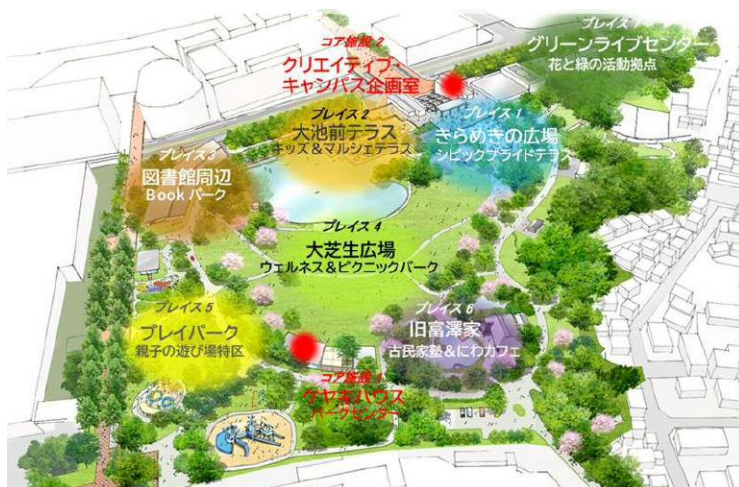 プレイス 7
グリーンライブセンター
花と緑の活動拠点
コア施設 2
クリエイティブ・
キャンパス企画室
プレイス 2
大池前テラス
キッズ&マルシェテラス
プレイス 1
きらめきの広場
シビックプライドテラス
プレイス 3
図書館周辺
Book パーク
プレイス 4
大芝生広場
ウェルネス&ピクニックパーク
プレイス 5
プレイパーク
親子の遊び場特区
プレイス 6
旧富澤家
古民家塾&にわカフェ
コア施設 1
ケヤキハウス
パークセンター